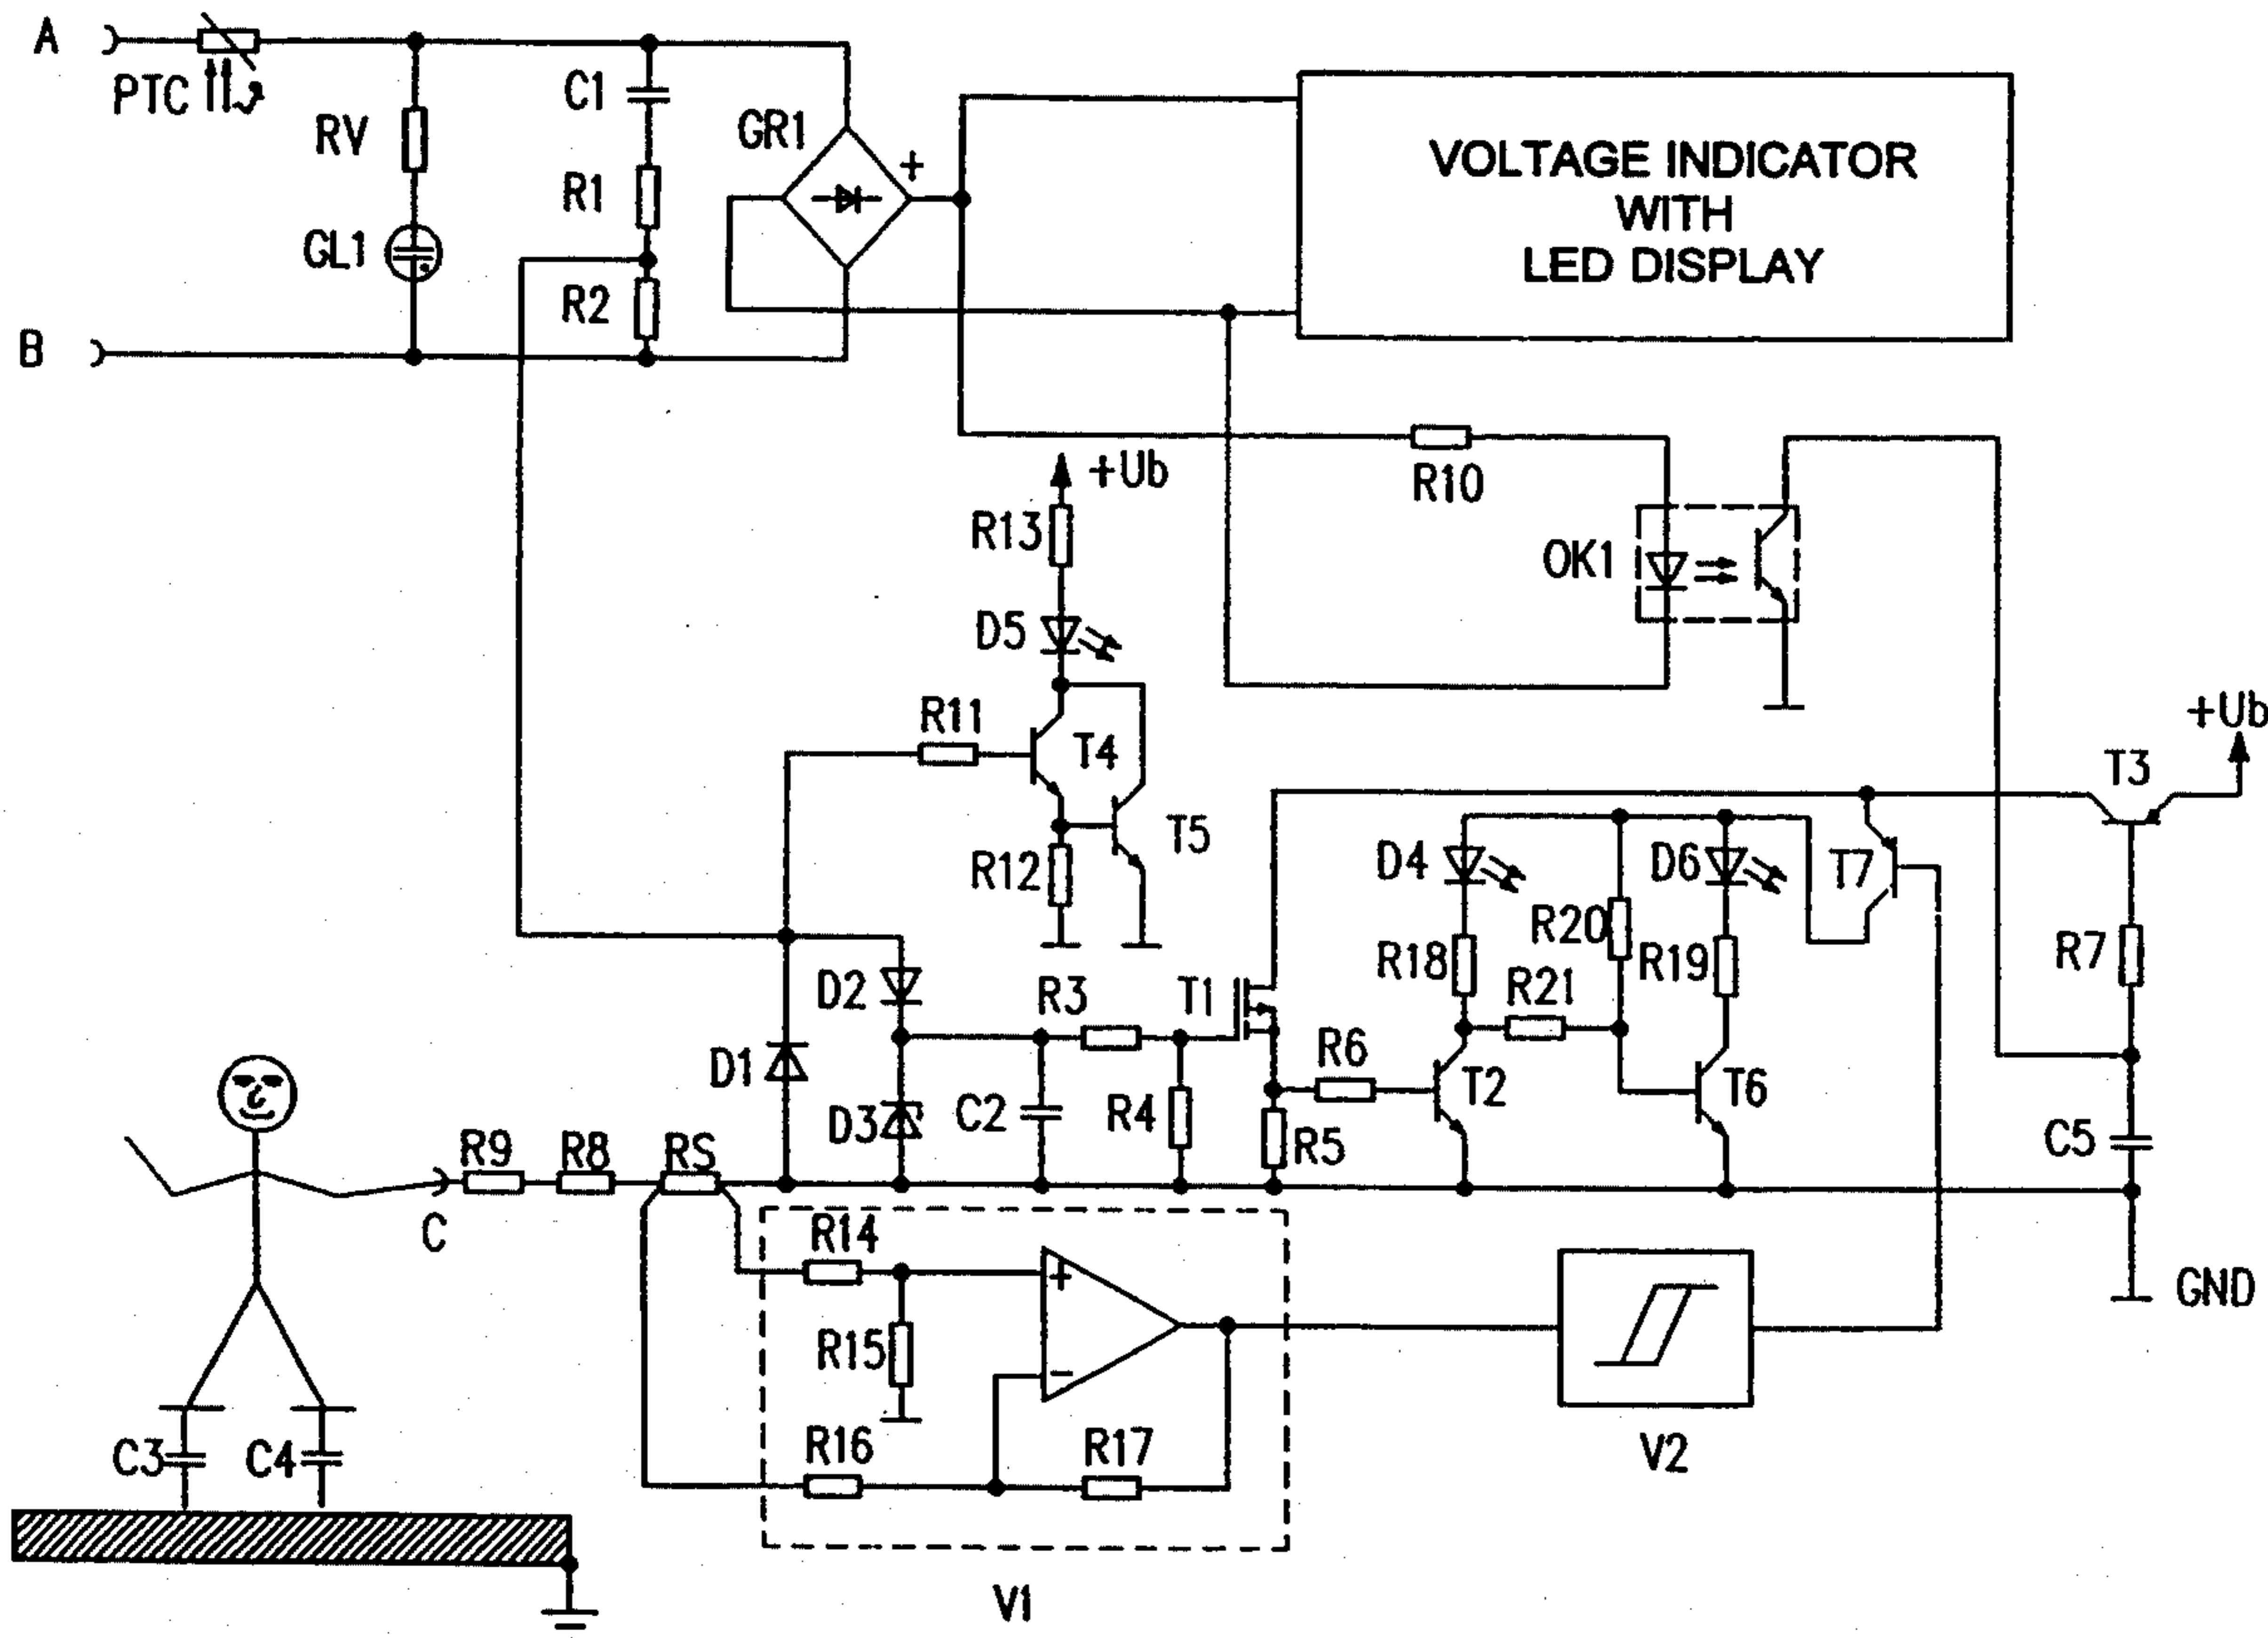 A
PTC
RV
C1
GR1
+
R1
GL1
R2
B
VOLTAGE INDICATOR
WITH
LED DISPLAY
R10
+Ub
R13
OK1
D5
R11
T4
+Ub
T3
T5
R12
D4
D6
T7
R20
R18
R19
R7
D2
R3
T1
R21
R6
D1
D3
C2
R4
R5
T2
T6
C5
R9
R8
RS
C
R14
+
R15
-
GND
R16
R17
V2
C3
C4
V1